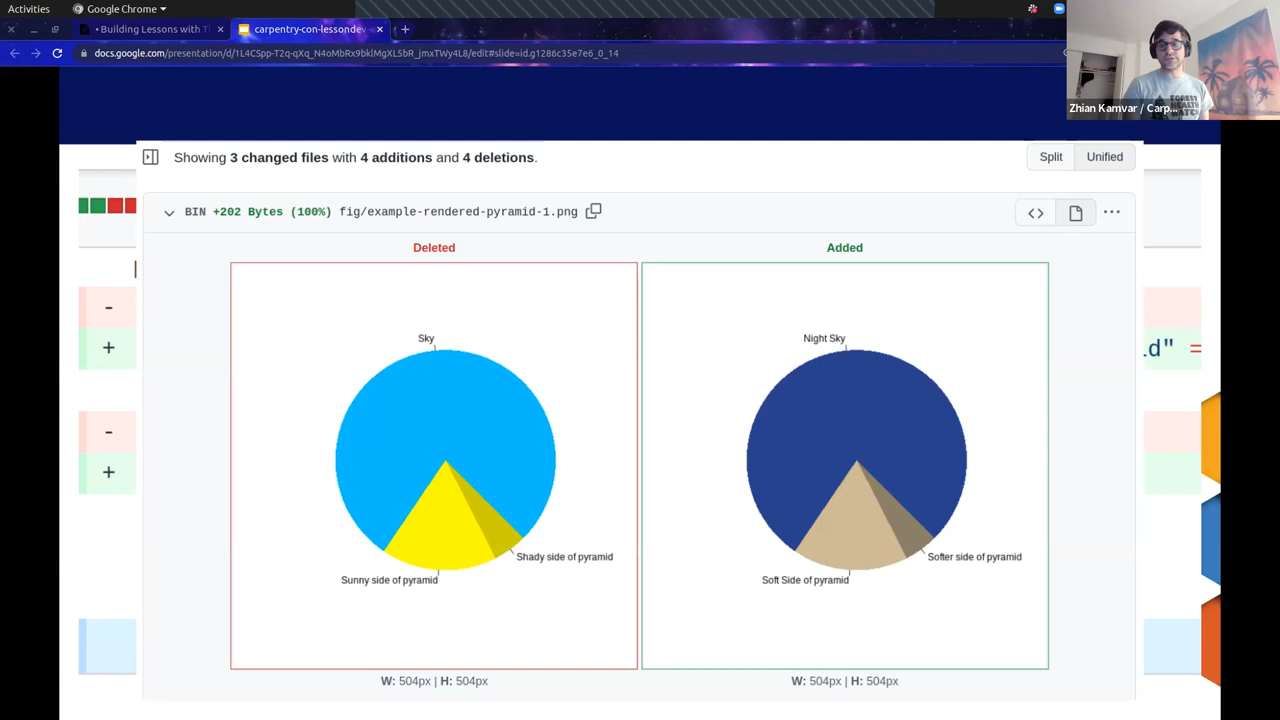 Activities
Google Chrome
• Building Lessons with T
carpentry-con-lessondev
docs.google.com/presentation/d/1L4CSpp-T2q-qXq_N4oMbRx9bklMgXL5bR_jmxTWy4L8/edit#slide=id.g1286c35e7e6_0_14
FOREST
HEALTH
WATCH
Zhian Kamvar / Carp...
Showing 3 changed files with 4 additions and 4 deletions.
Split
Unified
BIN +202 Bytes (100%) fig/example-rendered-pyramid-1.png
Deleted
Added
Sky
Shady side of pyramid
Sunny side of pyramid
Night Sky
Softer side of pyramid
Soft Side of pyramid
W: 504px | H: 504px
W: 504px | H: 504px
-
+
-
+
d" =